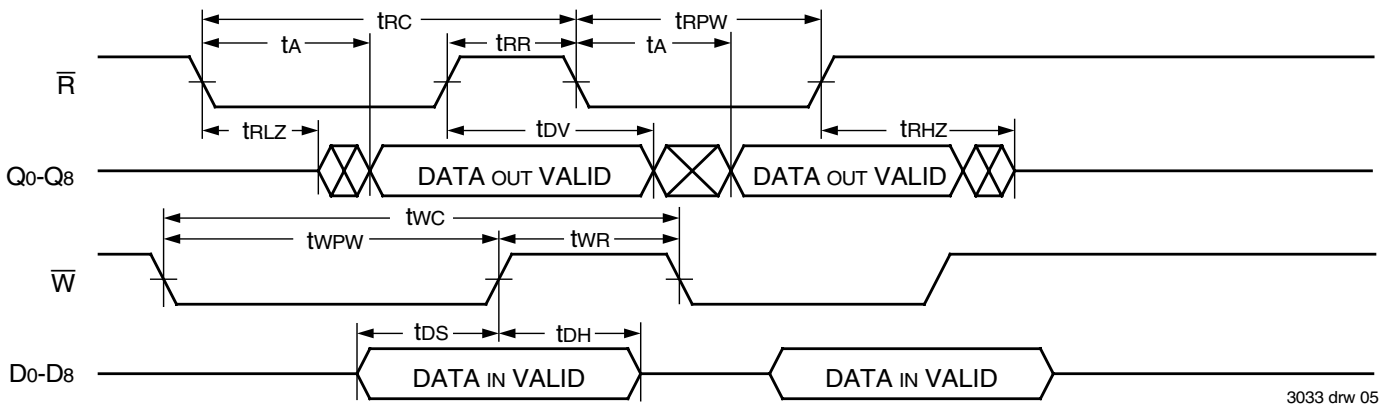 tRC tRPW
tA tRR tA
R̅
tRLZ tDV tRHZ
Q0-Q8 DATA OUT VALID DATA OUT VALID
tWC
tWPW tWR
W̅
tDS tDH
D0-D8 DATA IN VALID DATA IN VALID
3033 drw 05